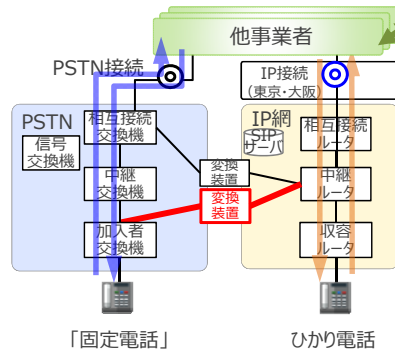 他事業者
PSTN接続
IP接続
（東京・大阪）
PSTN
相互接続
交換機
信号
交換機
中継
交換機
加入者
交換機
変換
装置
変換
装置
IP網
SIP
サーバ
相互接続
ルータ
中継
ルータ
収容
ルータ
「固定電話」
ひかり電話